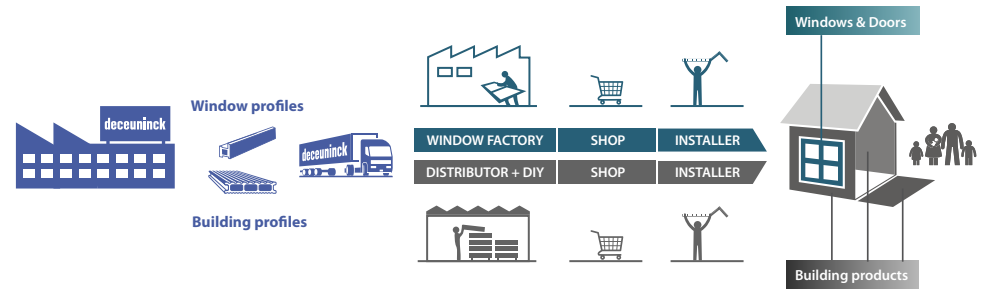 deceuninck
Window profiles
Building profiles
deceuninck
WINDOW FACTORY
SHOP
INSTALLER
DISTRIBUTOR + DIY
SHOP
INSTALLER
Windows & Doors
Building products